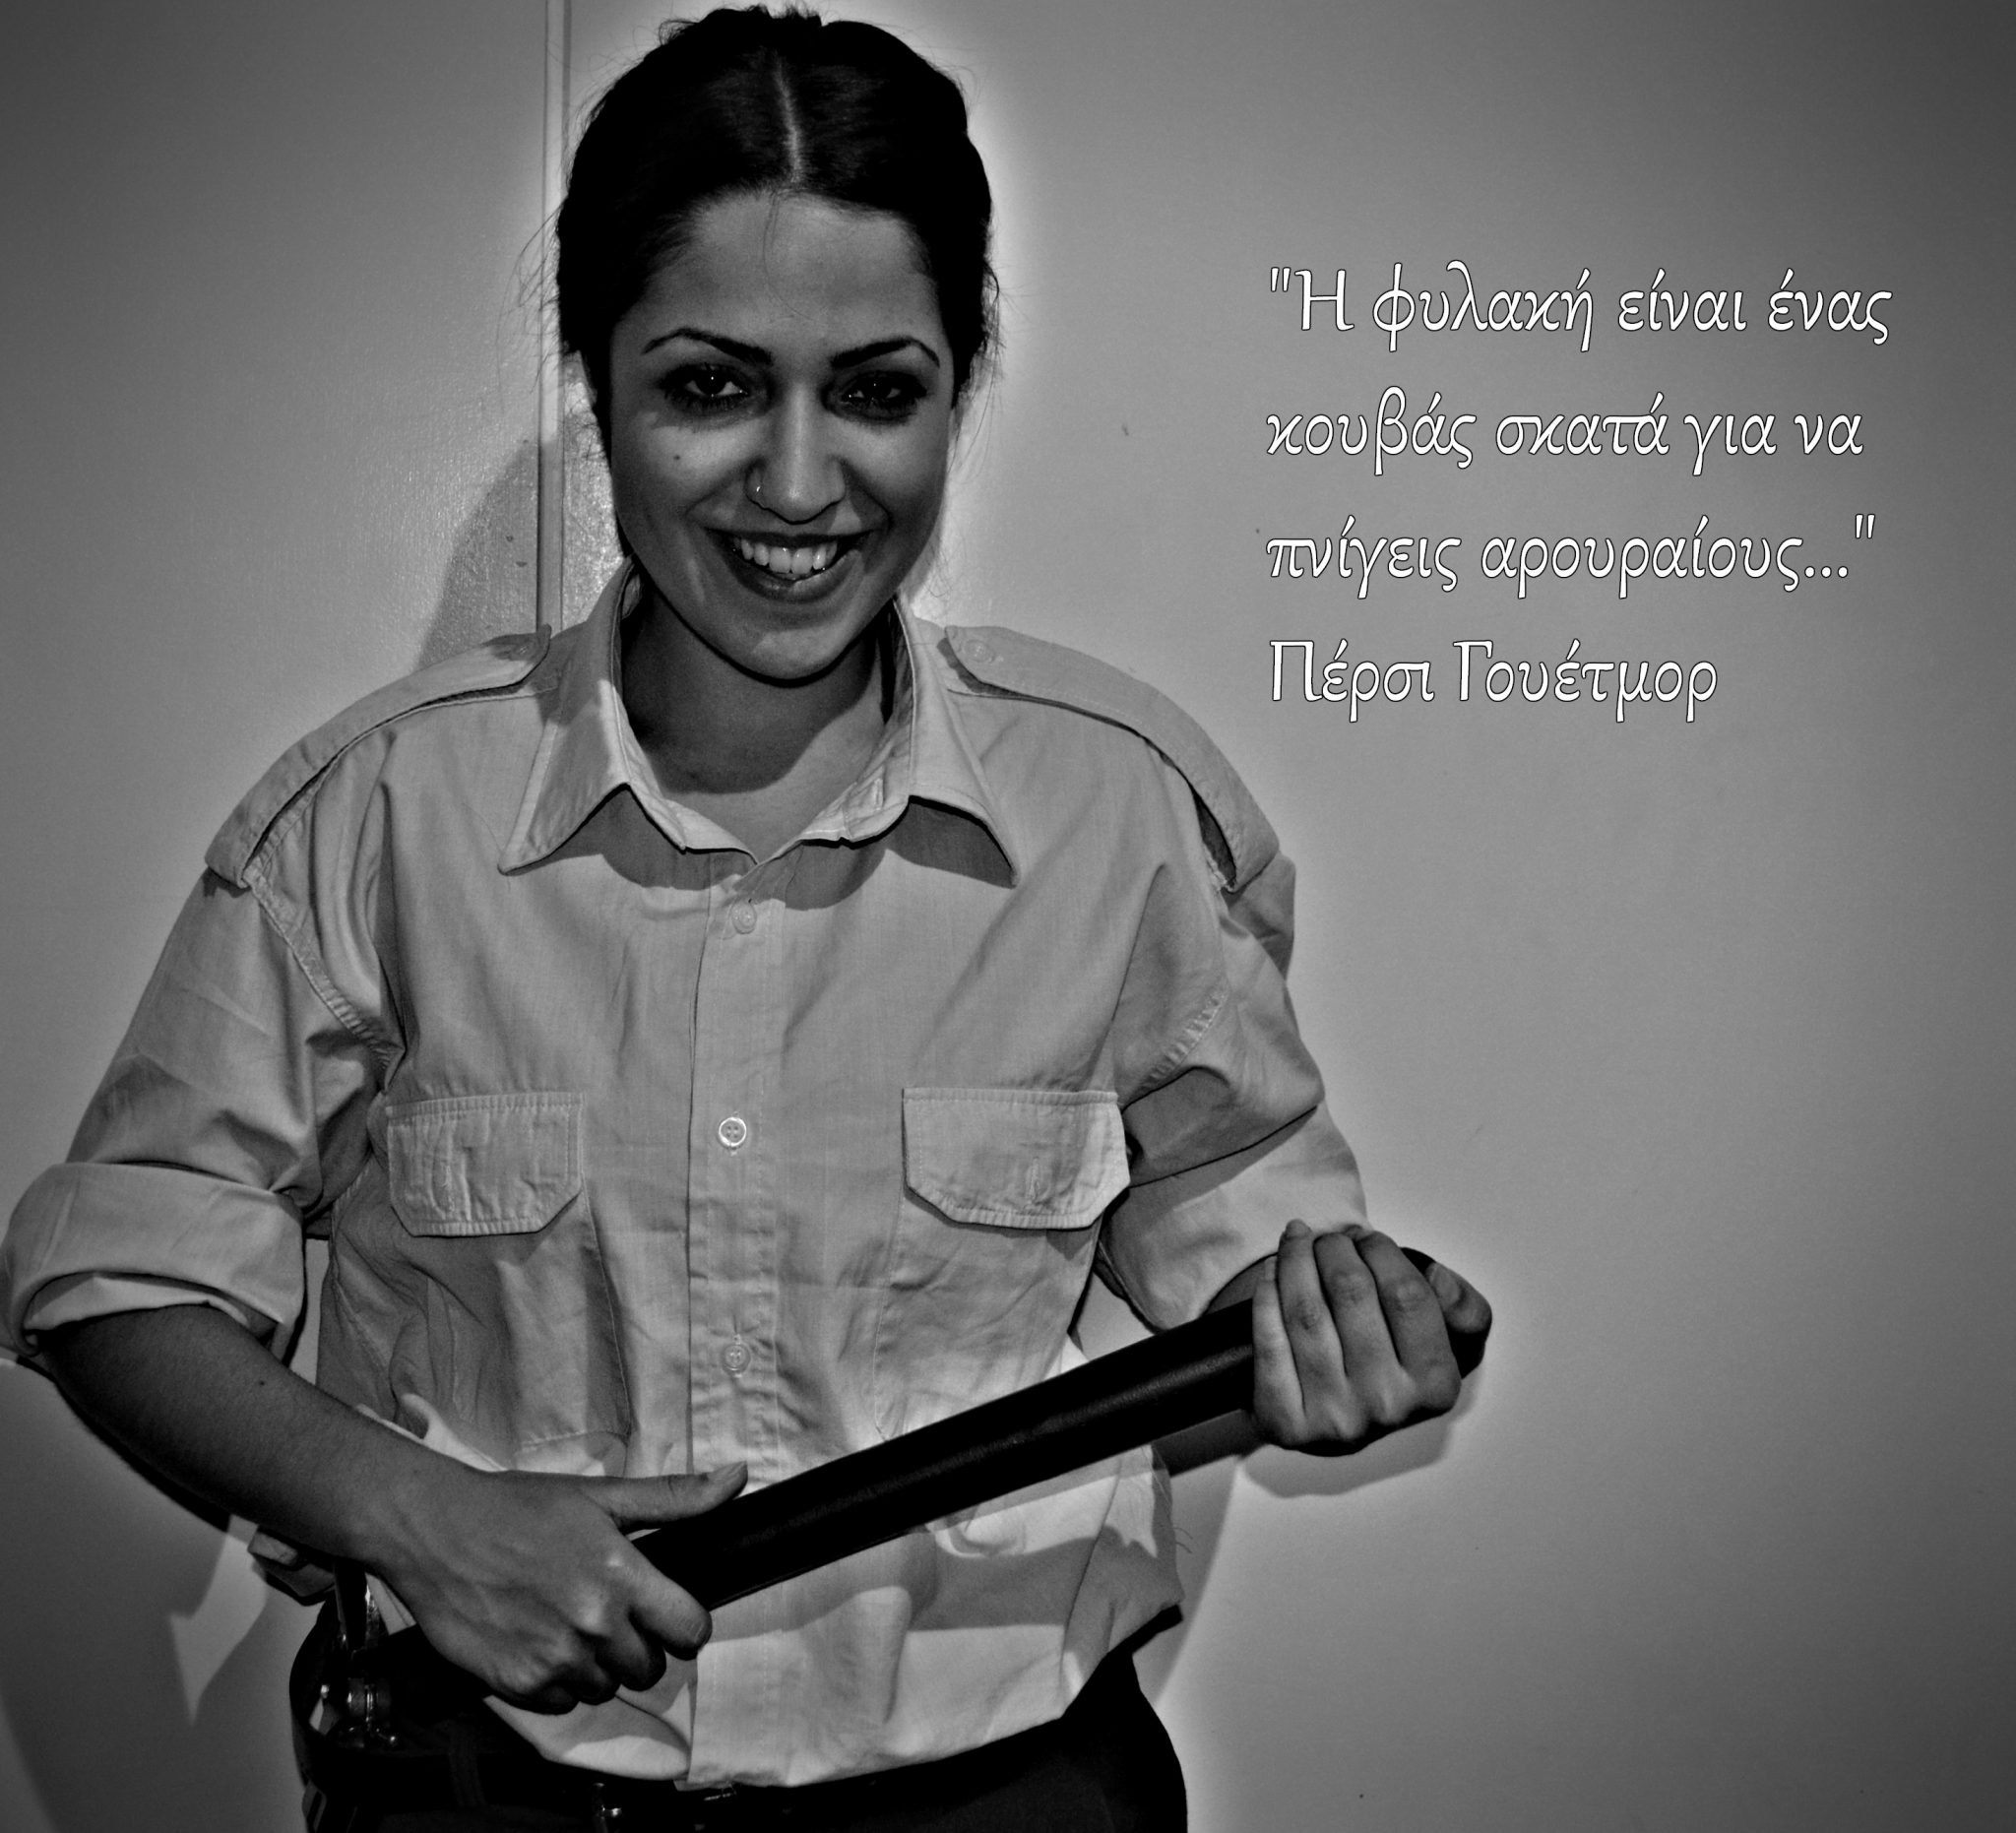 "Η φυλακή είναι ένας
κουβάς σκατά για να
πνίγεις αρουραίους..."
Πέρσι Γουέτμορ